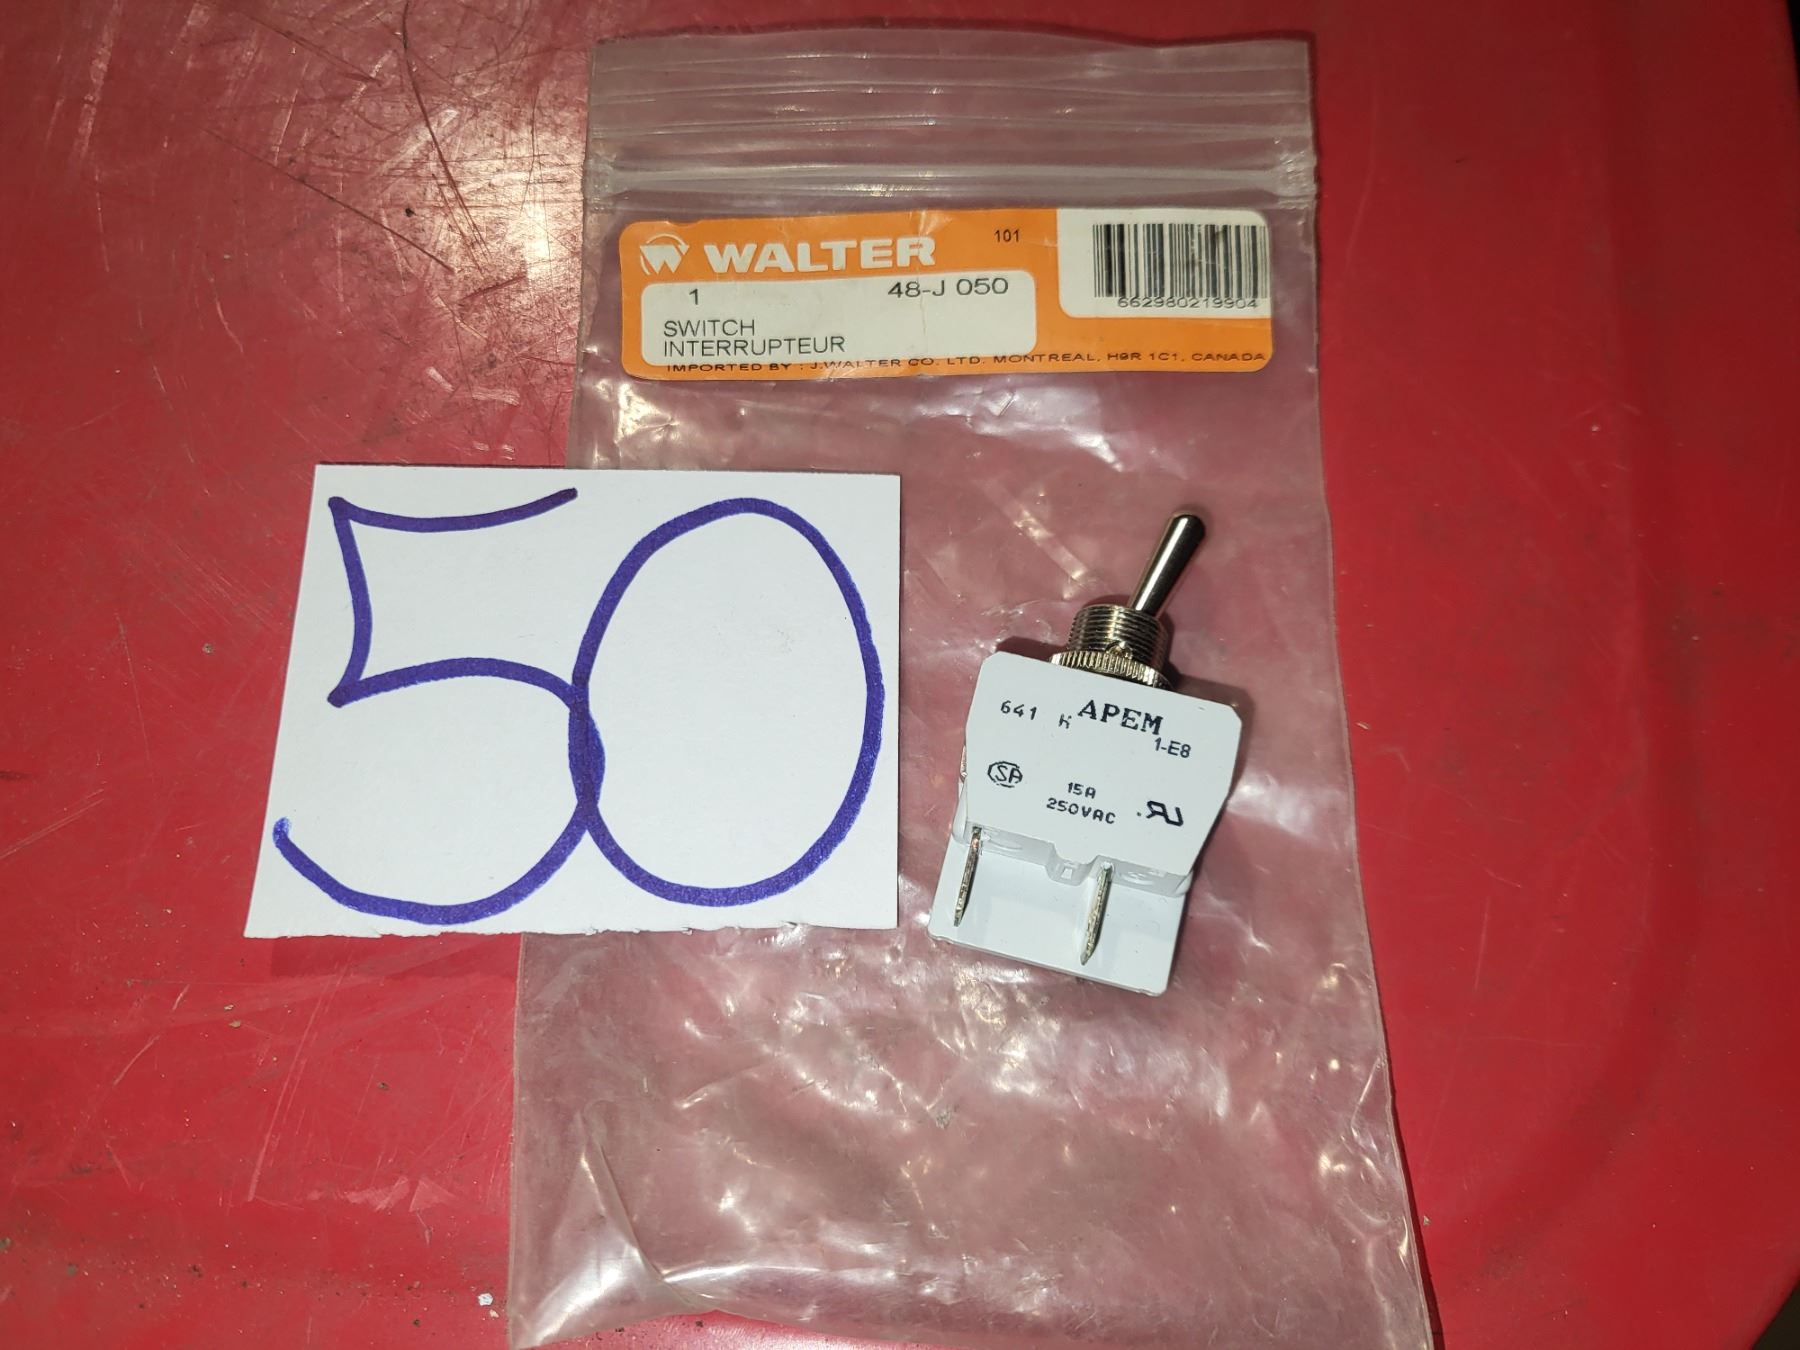 WALTER 101
1 48-J 050
SWITCH
INTERRUPTEUR
662980219904
IMPORTED BY : J.WALTER CO. LTD. MONTREAL, H9R 1C1, CANADA
50
APEM
641 H
1-E8
15A
250VAC